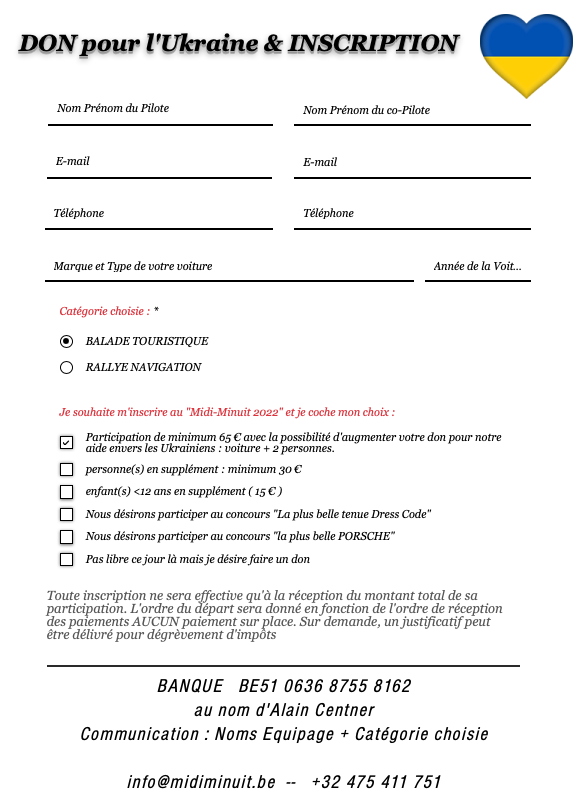 DON pour l'Ukraine & INSCRIPTION
Nom Prénom du Pilote
Nom Prénom du co-Pilote
E-mail
E-mail
Téléphone
Téléphone
Marque et Type de votre voiture
Année de la Voit...
Catégorie choisie : *
BALADE TOURISTIQUE
RALLYE NAVIGATION
Je souhaite m'inscrire au "Midi-Minuit 2022" et je coche mon choix :
Participation de minimum 65 € avec la possibilité d'augmenter votre don pour notre
aide envers les Ukrainiens : voiture + 2 personnes.
personne(s) en supplément : minimum 30 €
enfant(s) <12 ans en supplément ( 15 € )
Nous désirons participer au concours "La plus belle tenue Dress Code"
Nous désirons participer au concours "la plus belle PORSCHE"
Pas libre ce jour là mais je désire faire un don
Toute inscription ne sera effective qu'à la réception du montant total de sa
participation. L'ordre du départ sera donné en fonction de l'ordre de réception
des paiements AUCUN paiement sur place. Sur demande, un justificatif peut
être délivré pour dégrèvement d'impôts
BANQUE BE51 0636 8755 8162
au nom d'Alain Centner
Communication : Noms Equipage + Catégorie choisie
info@midiminuit.be -- +32 475 411 751